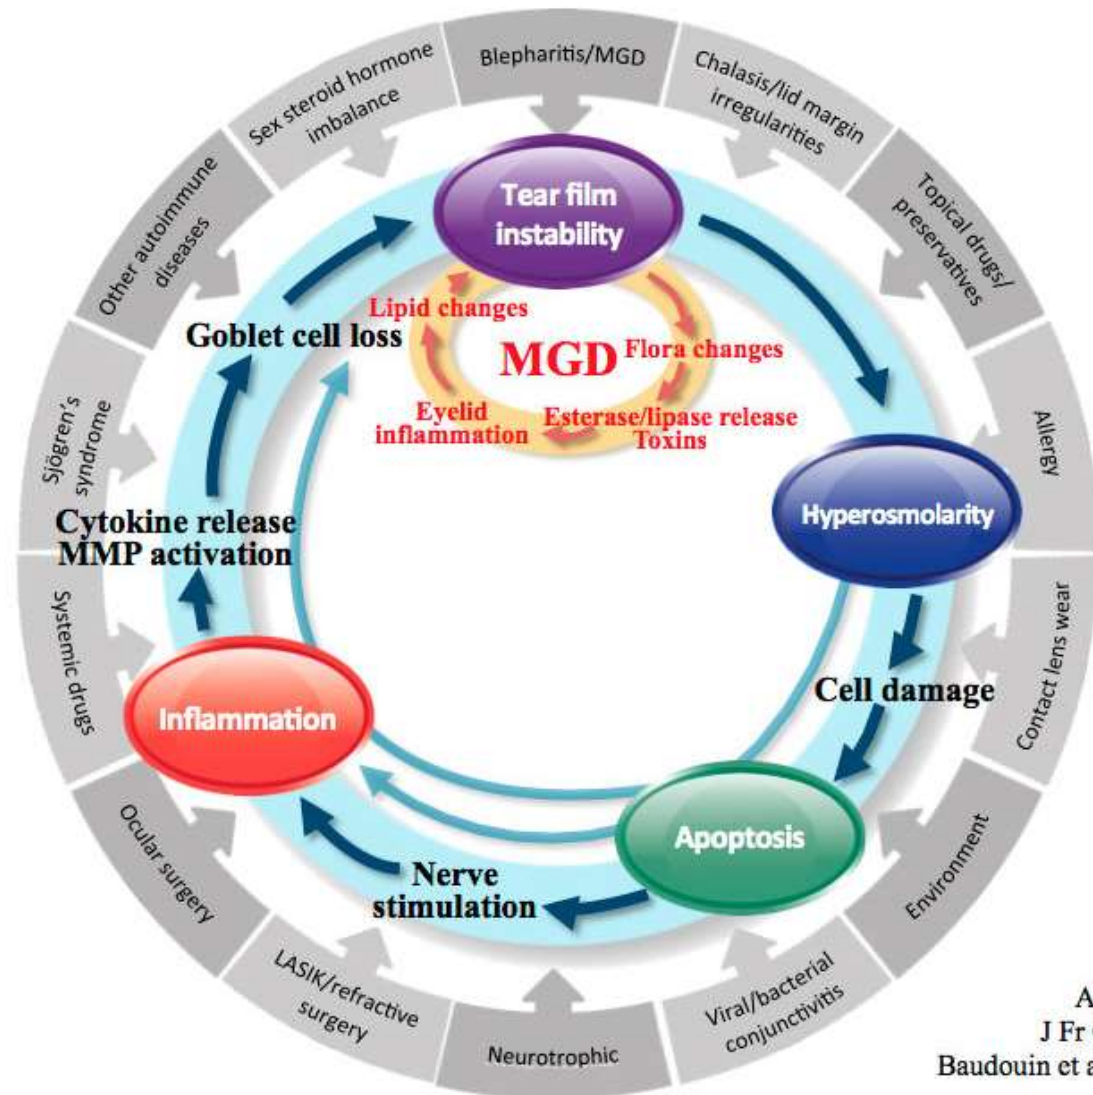 Blepharitis/MGD
Chalasis/lid margin
irregularities
Topical drugs/
preservatives
Allergy
Contact lens wear
Environment
Viral/bacterial
conjunctivitis
Neurotrophic
LASIK/refractive
surgery
Ocular surgery
Systemic drugs
Sjögren's
syndrome
Other autoimmune
diseases
Sex steroid hormone
imbalance
Tear film
instability
Lipid changes
MGD
Flora changes
Eyelid
inflammation
Esterase/lipase release
Toxins
Goblet cell loss
Hyperosmolarity
Cytokine release
MMP activation
Cell damage
Inflammation
Apoptosis
Nerve
stimulation
A
J Fr
Baudouin et a